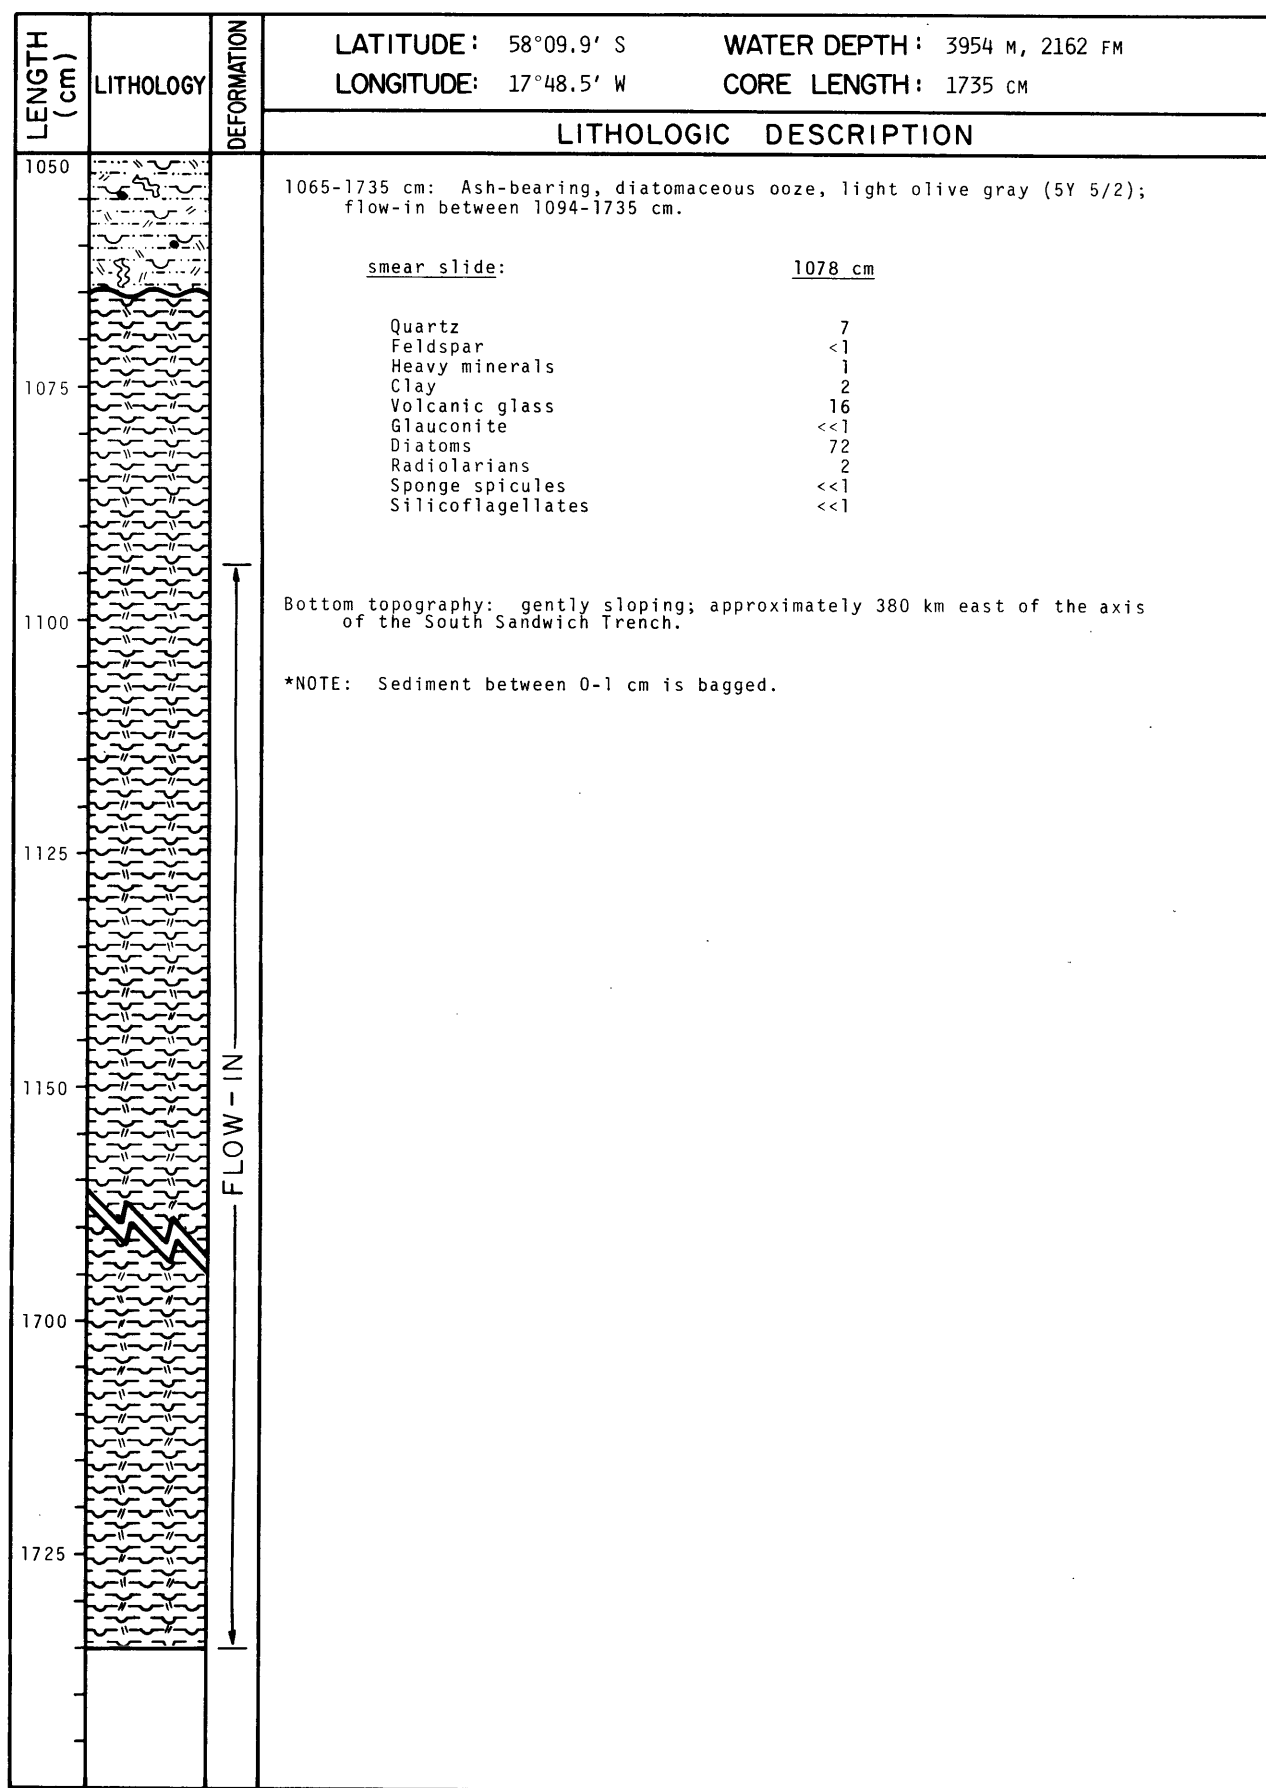 LENGTH (cm)
LITHOLOGY
DEFORMATION
LATITUDE: 58°09.9′ S WATER DEPTH: 3954 M, 2162 FM
LONGITUDE: 17°48.5′ W CORE LENGTH: 1735 CM
LITHOLOGIC DESCRIPTION
1050
1065-1735 cm: Ash-bearing, diatomaceous ooze, light olive gray (5Y 5/2);
flow-in between 1094-1735 cm.
smear slide: 1078 cm
Quartz 7
Feldspar <1
Heavy minerals 1
Clay 2
Volcanic glass 16
Glauconite <<1
Diatoms 72
Radiolarians 2
Sponge spicules <<1
Silicoflagellates <<1
1075
Bottom topography: gently sloping; approximately 380 km east of the axis
of the South Sandwich Trench.
1100
*NOTE: Sediment between 0-1 cm is bagged.
1125
1150
FLOW-IN
1700
1725